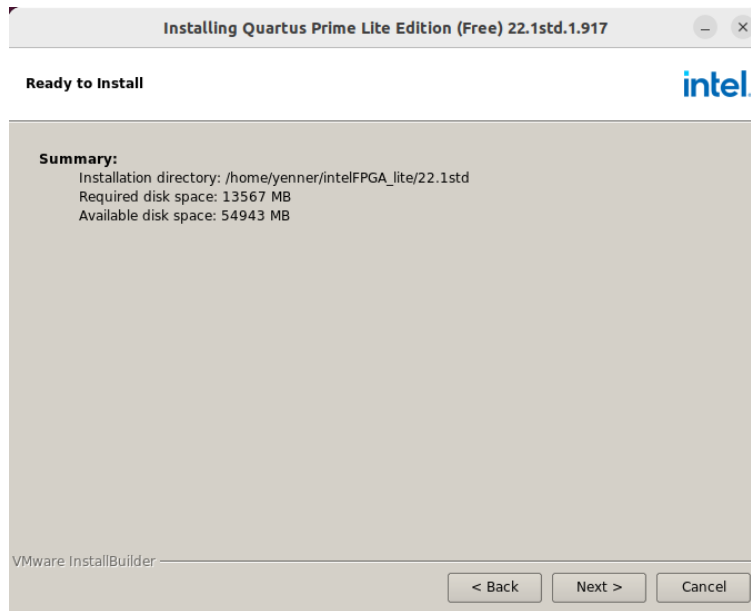 Installing Quartus Prime Lite Edition (Free) 22.1std.1.917
Ready to Install
intel.
Summary:
Installation directory: /home/yenner/intelFPGA_lite/22.1std
Required disk space: 13567 MB
Available disk space: 54943 MB
VMware InstallBuilder
< Back
Next >
Cancel